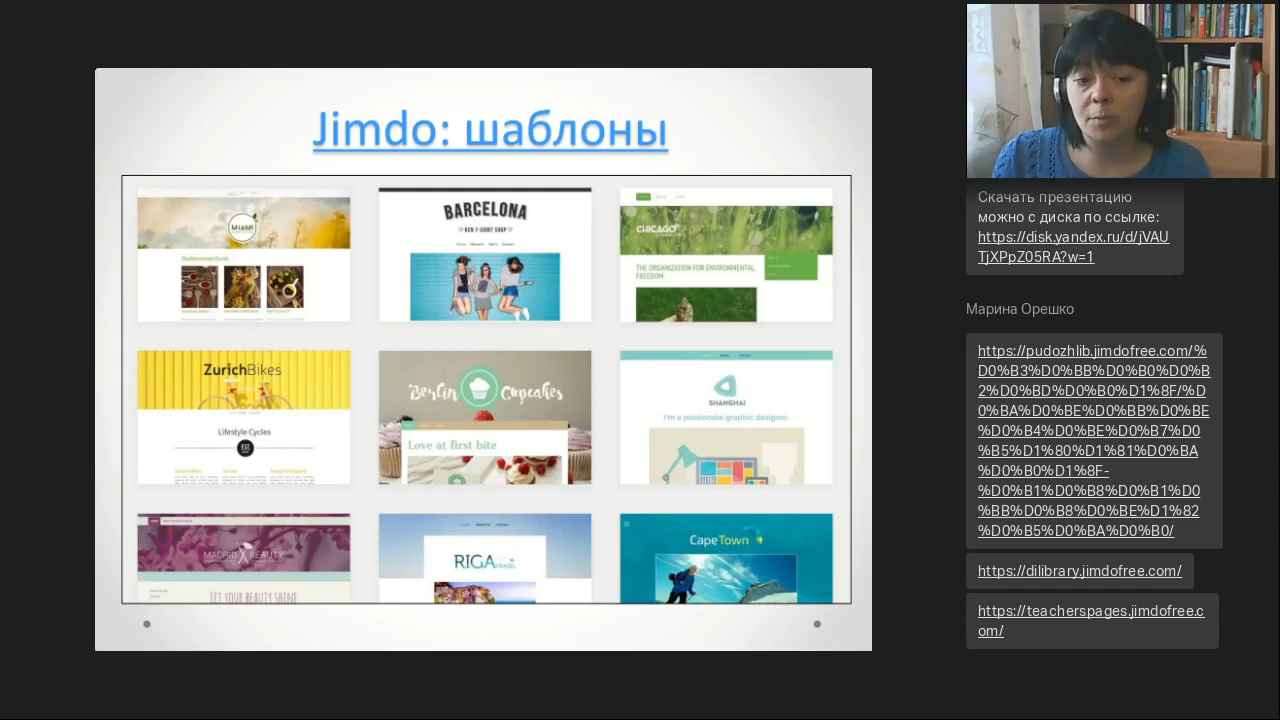 Jimdo: шаблоны
MIAMI
BARCELONA
BCN T-SHIRT SHOP
CHICAGO
THE ORGANIZATION FOR ENVIRONMENTAL
FREEDOM
ZurichBikes
Lifestyle Cycles
EST.
Berlin Cupcakes
Love at first bite
SHANGHAI
I'm a passionate graphic designer.
MADRID BEAUTY
LET YOUR BEAUTY SHINE
RIGA TRAVEL
CapeTown
Скачать презентацию
можно с диска по ссылке:
https://disk.yandex.ru/d/jVAU
TjXPpZ05RA?w=1
Марина Орешко
https://pudozhlib.jimdofree.com/%
D0%B3%D0%BB%D0%B0%D0%B
2%D0%BD%D0%B0%D1%8F/%D
0%BA%D0%BE%D0%BB%D0%BE
%D0%B4%D0%BE%D0%B7%D0
%B5%D1%80%D1%81%D0%BA
%D0%B0%D1%8F-
%D0%B1%D0%B8%D0%B1%D0
%BB%D0%B8%D0%BE%D1%82
%D0%B5%D0%BA%D0%B0/
https://dilibrary.jimdofree.com/
https://teacherspages.jimdofree.c
om/